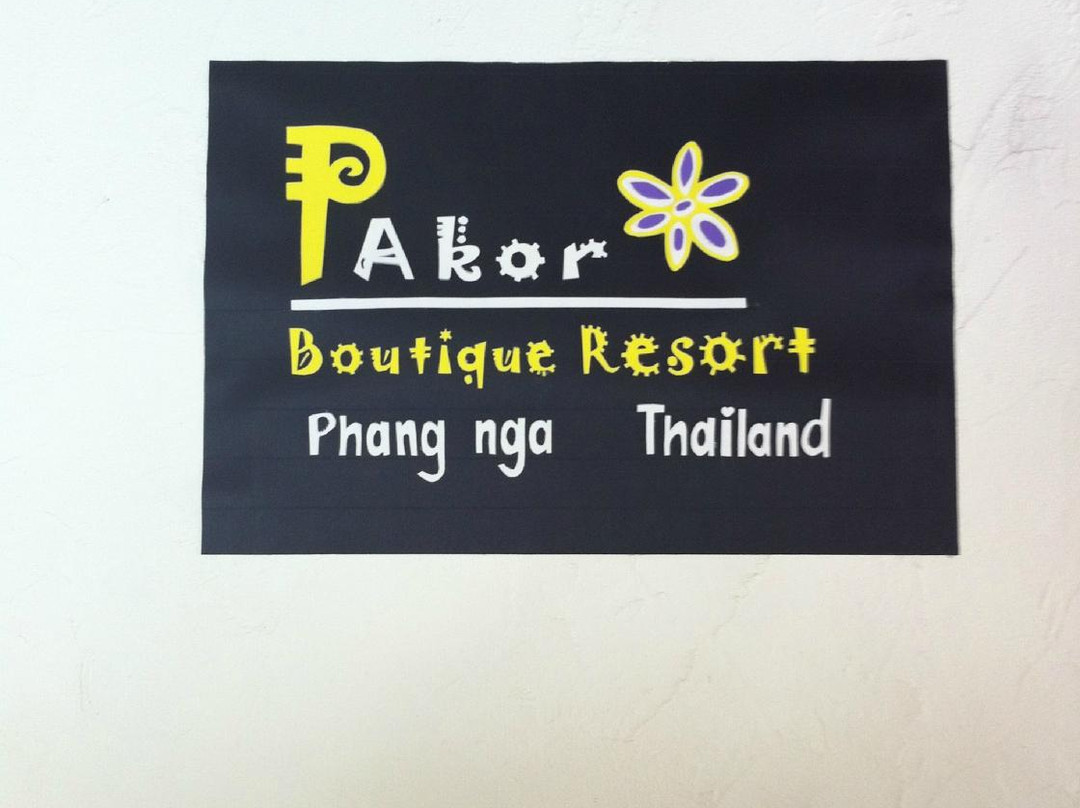 PAkor
Boutique Resort
Phang nga Thailand